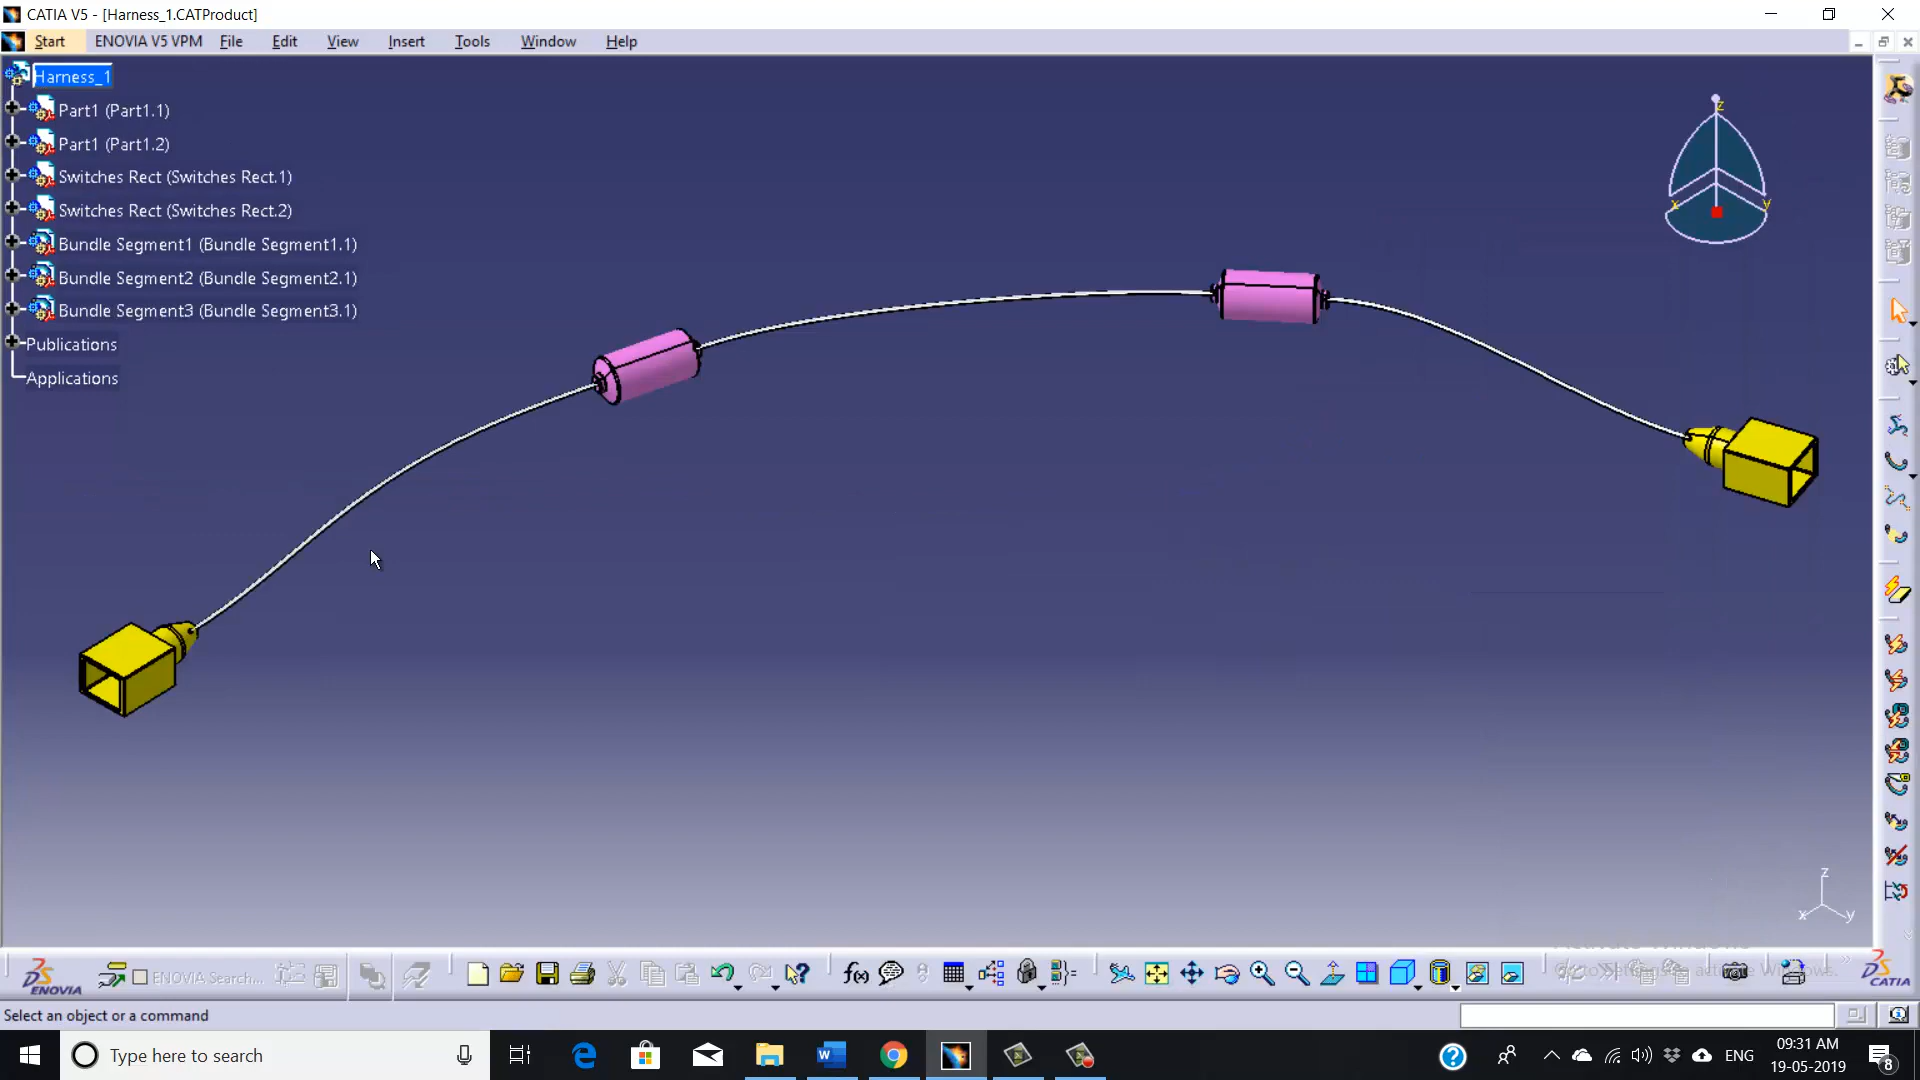 CATIA V5 - [Harness_1.CATProduct]
Start ENOVIA V5 VPM File Edit View Insert Tools Window Help
Harness_1
Part1 (Part1.1)
Part1 (Part1.2)
Switches Rect (Switches Rect.1)
Switches Rect (Switches Rect.2)
Bundle Segment1 (Bundle Segment1.1)
Bundle Segment2 (Bundle Segment2.1)
Bundle Segment3 (Bundle Segment3.1)
Publications
Applications
z
x y
z
x y
ENOVIA
ENOVIA Search...
f(x)
CATIA
Select an object or a command
Type here to search
ENG
09:31 AM
19-05-2019
8